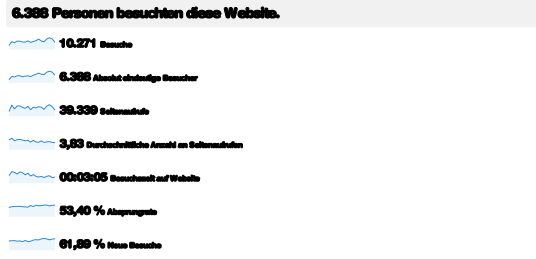 6.388 Personen besuchten diese Website.
10.271 Besuche
6.388 Absolut eindeutige Besucher
39.339 Seitenaufrufe
3,83 Durchschnittliche Anzahl an Seitenaufrufen
00:03:05 Besuchszeit auf Website
53,40 % Absprungrate
61,89 % Neue Besuche